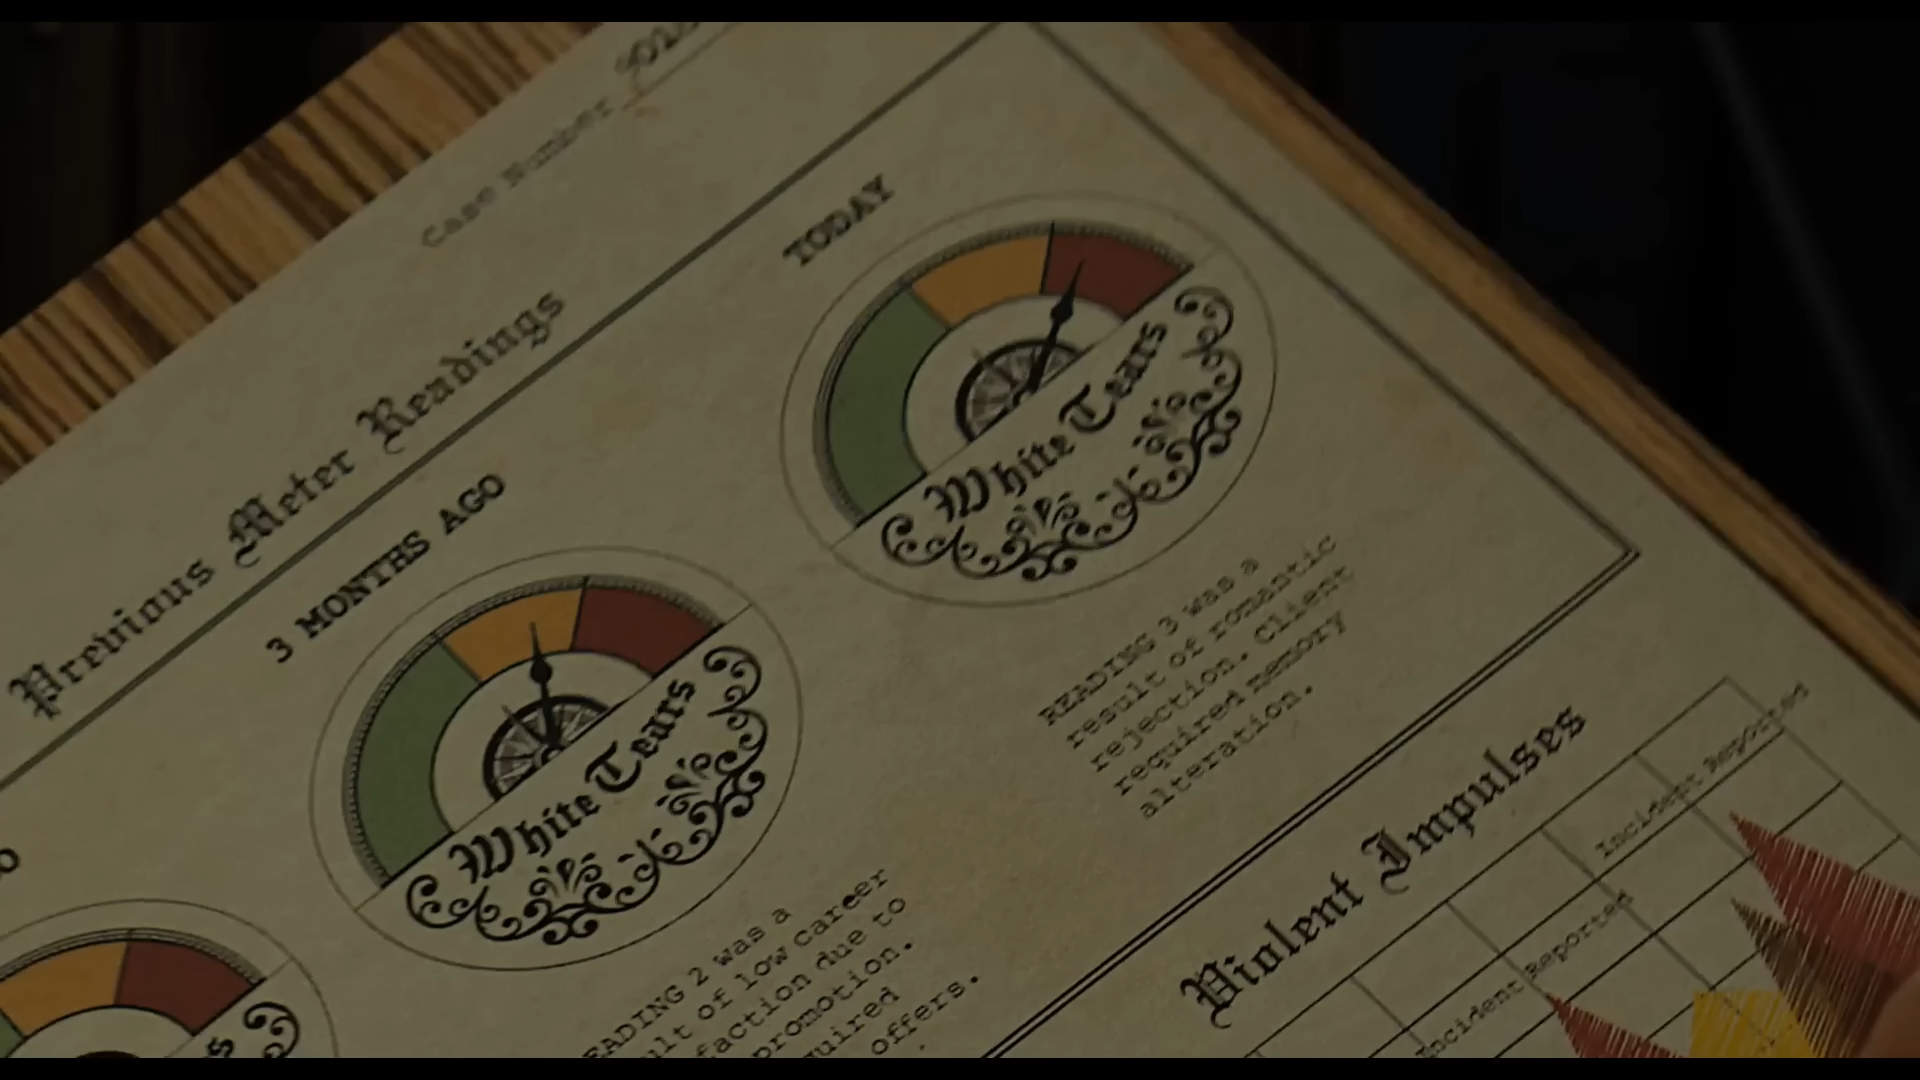 Case Number
Previous Meter Readings
TODAY
White Tears
READING 3 was a
result of romantic
rejection. Client
required memory
alteration.
3 MONTHS AGO
White Tears
READING 2 was a
of low career
due to
promotion.
offers.
Violent Impulses
Incident Reported
Incident Reported